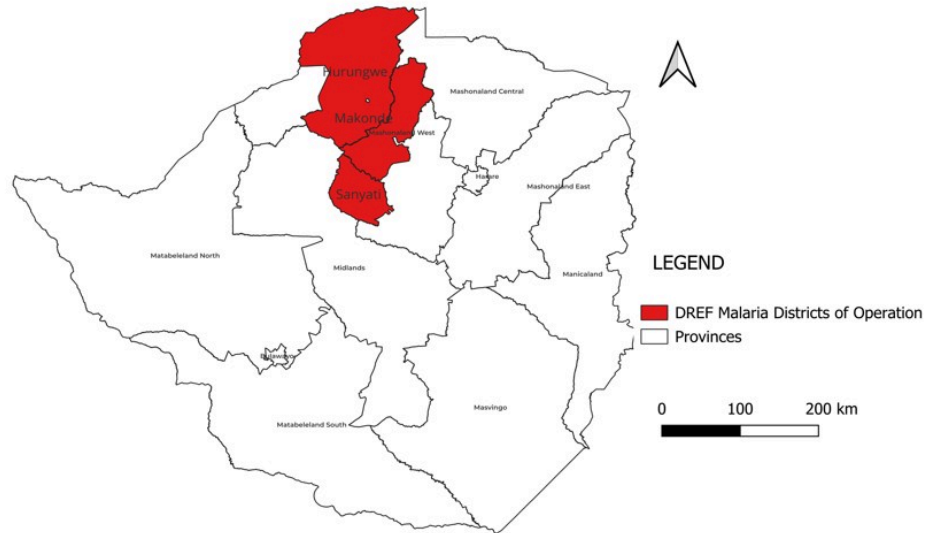 Hurungwe
Mashonaland Central
Makonde
Mashonaland West
Harare
Mashonaland East
Sanyati
Matabeleland North
Midlands
Manicaland
LEGEND
DREF Malaria Districts of Operation
Provinces
Bulawayo
0 100 200 km
Masvingo
Matabeleland South